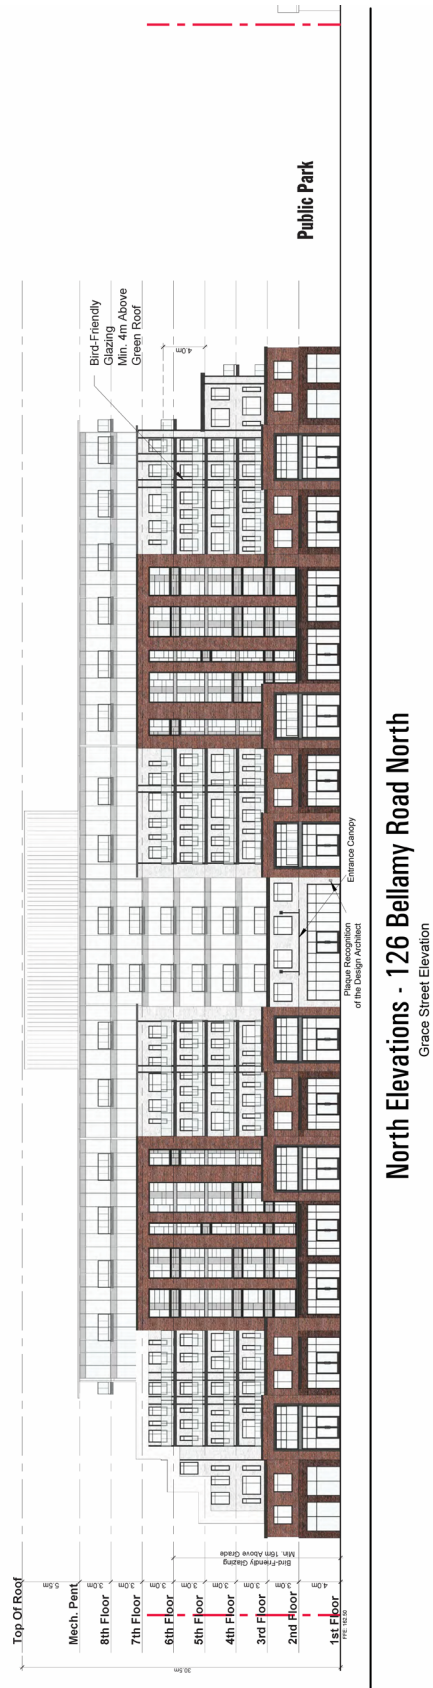 Top Of Roof
5.5m
Mech. Pent
3.0m
8th Floor
3.0m
7th Floor
3.0m
6th Floor
3.0m
5th Floor
3.0m
4th Floor
3.0m
3rd Floor
3.0m
2nd Floor
4.0m
1st Floor
FFE: 162.50
30.5m
Bird-Friendly Glazing
Min. 16m Above Grade
Bird-Friendly
Glazing
Min. 4m Above
Green Roof
4.0m
Public Park
Entrance Canopy
Plaque Recognition
of the Design Architect
North Elevations - 126 Bellamy Road North
Grace Street Elevation